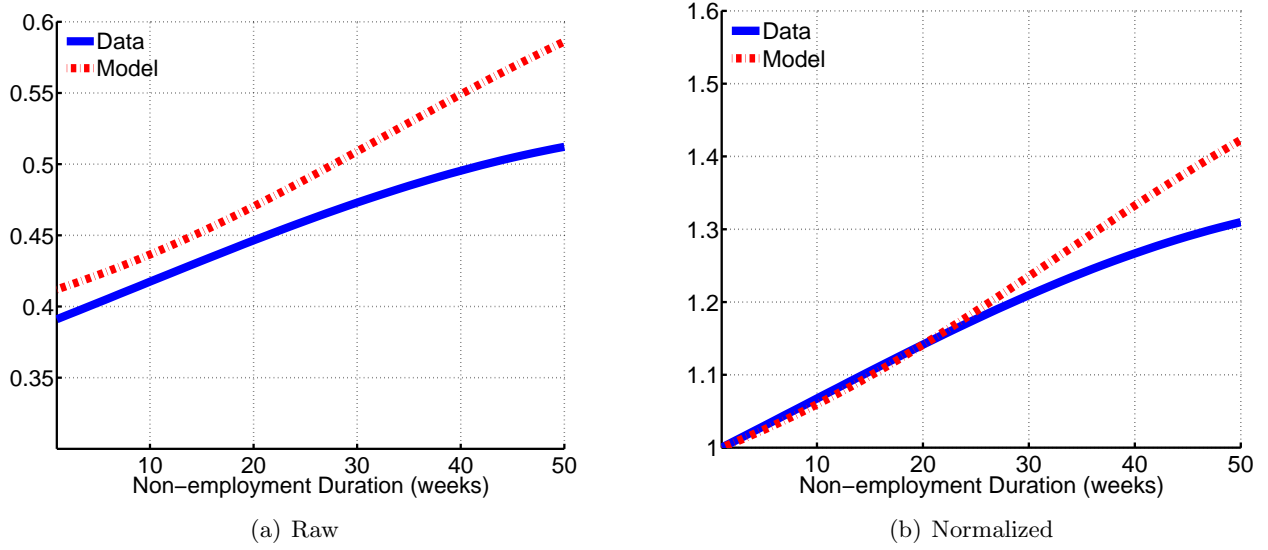 0.6
Data
Model
0.55
0.5
0.45
0.4
0.35
10 20 30 40 50
Non−employment Duration (weeks)
(a) Raw
1.6
Data
Model
1.5
1.4
1.3
1.2
1.1
1
10 20 30 40 50
Non−employment Duration (weeks)
(b) Normalized